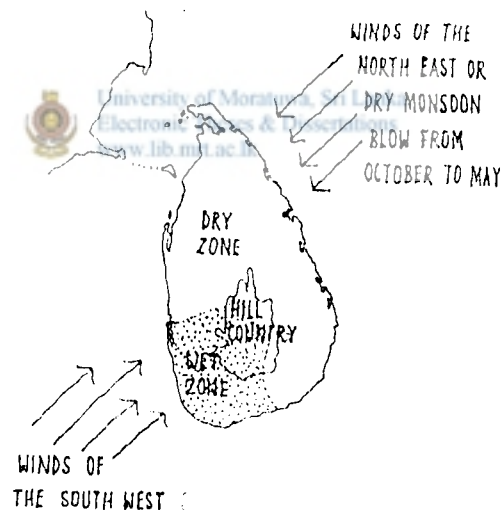 WINDS OF THE
NORTH EAST OR
DRY MONSOON
BLOW FROM
OCTOBER TO MAY
University of Moratuwa, Sri Lanka
Electronic Theses & Dissertations
www.lib.mrt.ac.lk
DRY
ZONE
HILL
COUNTRY
WET
ZONE
WINDS OF
THE SOUTH WEST